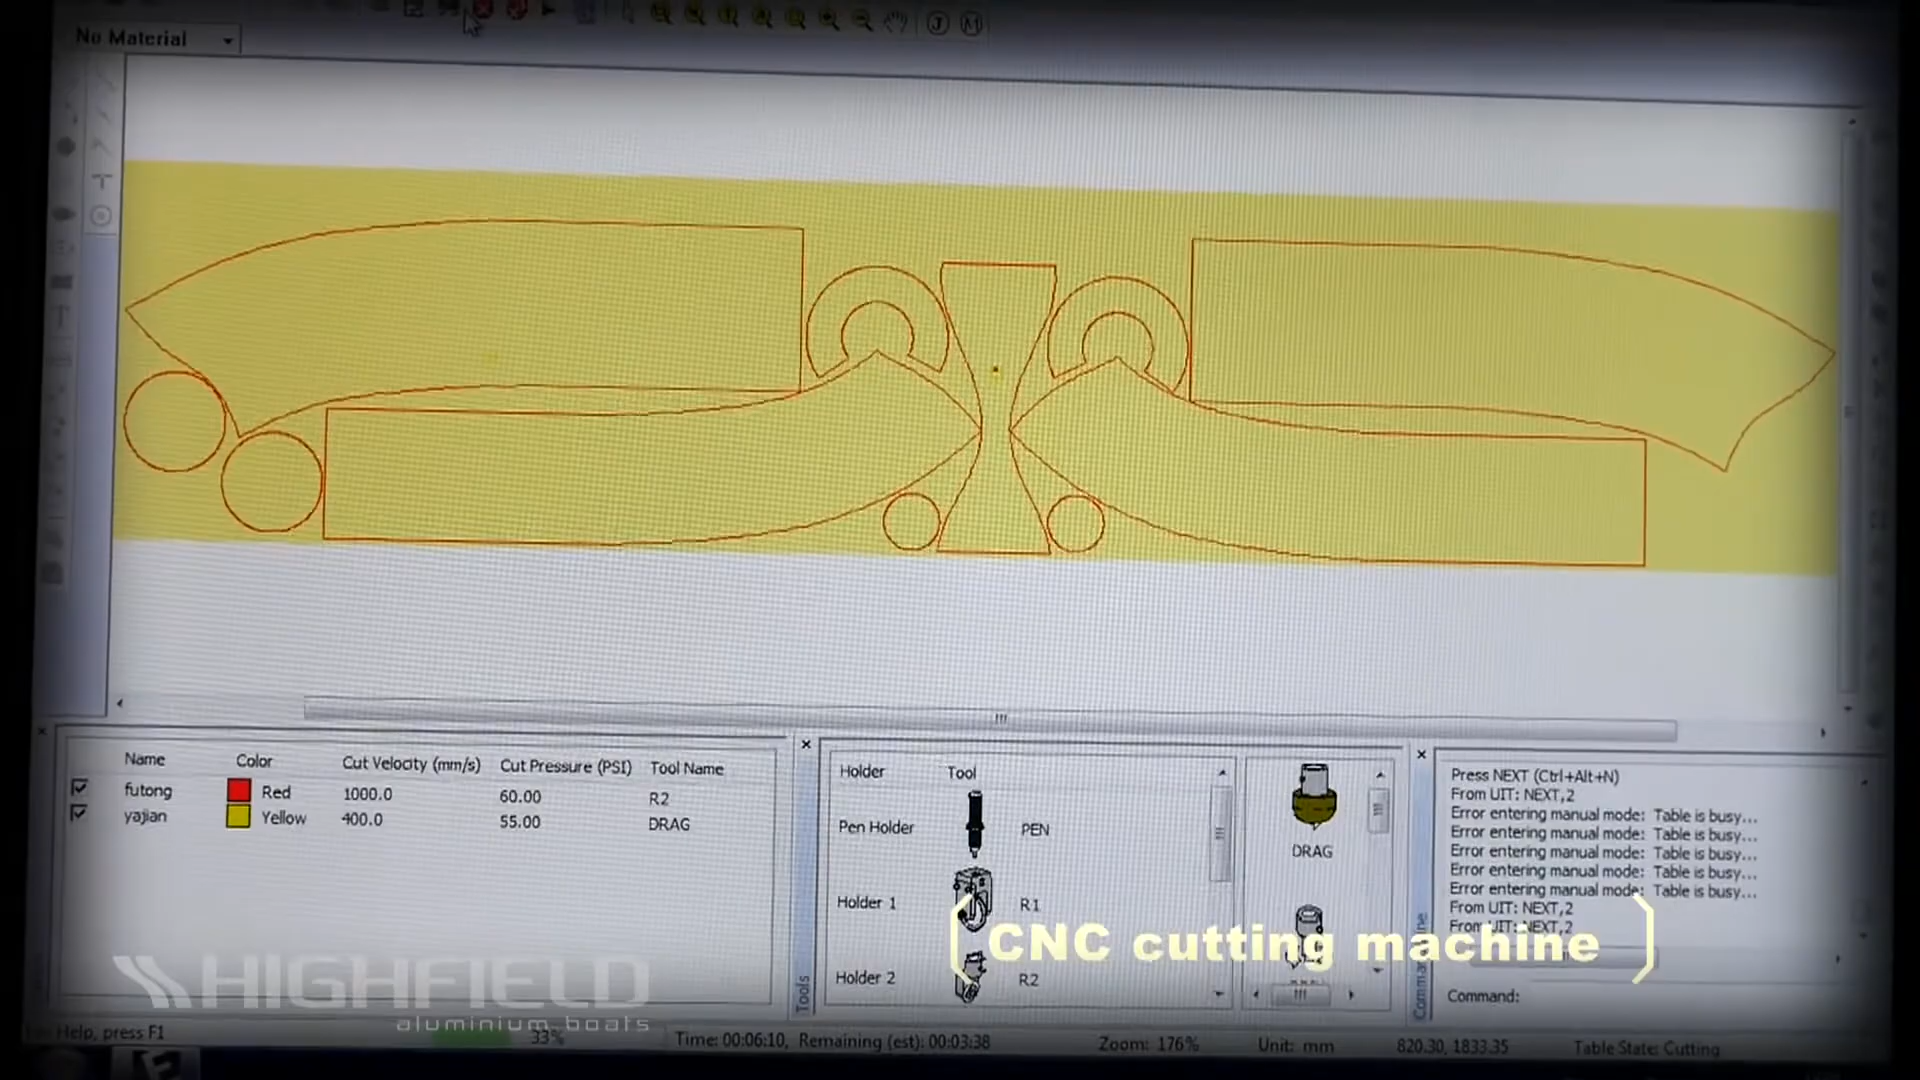 No Material
J M
Name Color Cut Velocity (mm/s) Cut Pressure (PSI) Tool Name
futong Red 1000.0 60.00 R2
yajian Yellow 400.0 55.00 DRAG
Tools
Holder Tool
Pen Holder PEN
Holder 1 R1
Holder 2 R2
DRAG
Press NEXT (Ctrl+Alt+N)
From UIT: NEXT,2
Error entering manual mode: Table is busy...
Error entering manual mode: Table is busy...
Error entering manual mode: Table is busy...
Error entering manual mode: Table is busy...
Error entering manual mode: Table is busy...
From UIT: NEXT,2
From UIT: NEXT,2
Command:
CNC cutting machine
HIGHFIELD
aluminium boats
Help, press F1
33%
Time: 00:06:10, Remaining (est): 00:03:38
Zoom: 176%
Unit: mm
820.30, 1833.35
Table State: Cutting